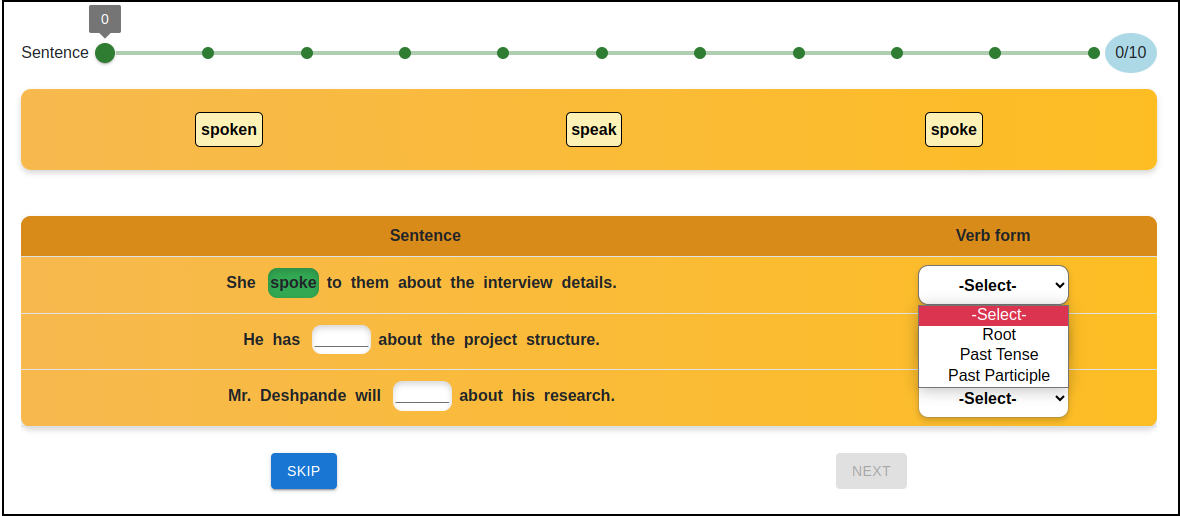 0
Sentence 0/10
spoken speak spoke
Sentence Verb form
She spoke to them about the interview details. -Select-
-Select-
Root
He has ______ about the project structure.
Past Tense
Past Participle
Mr. Deshpande will ______ about his research. -Select-
SKIP NEXT